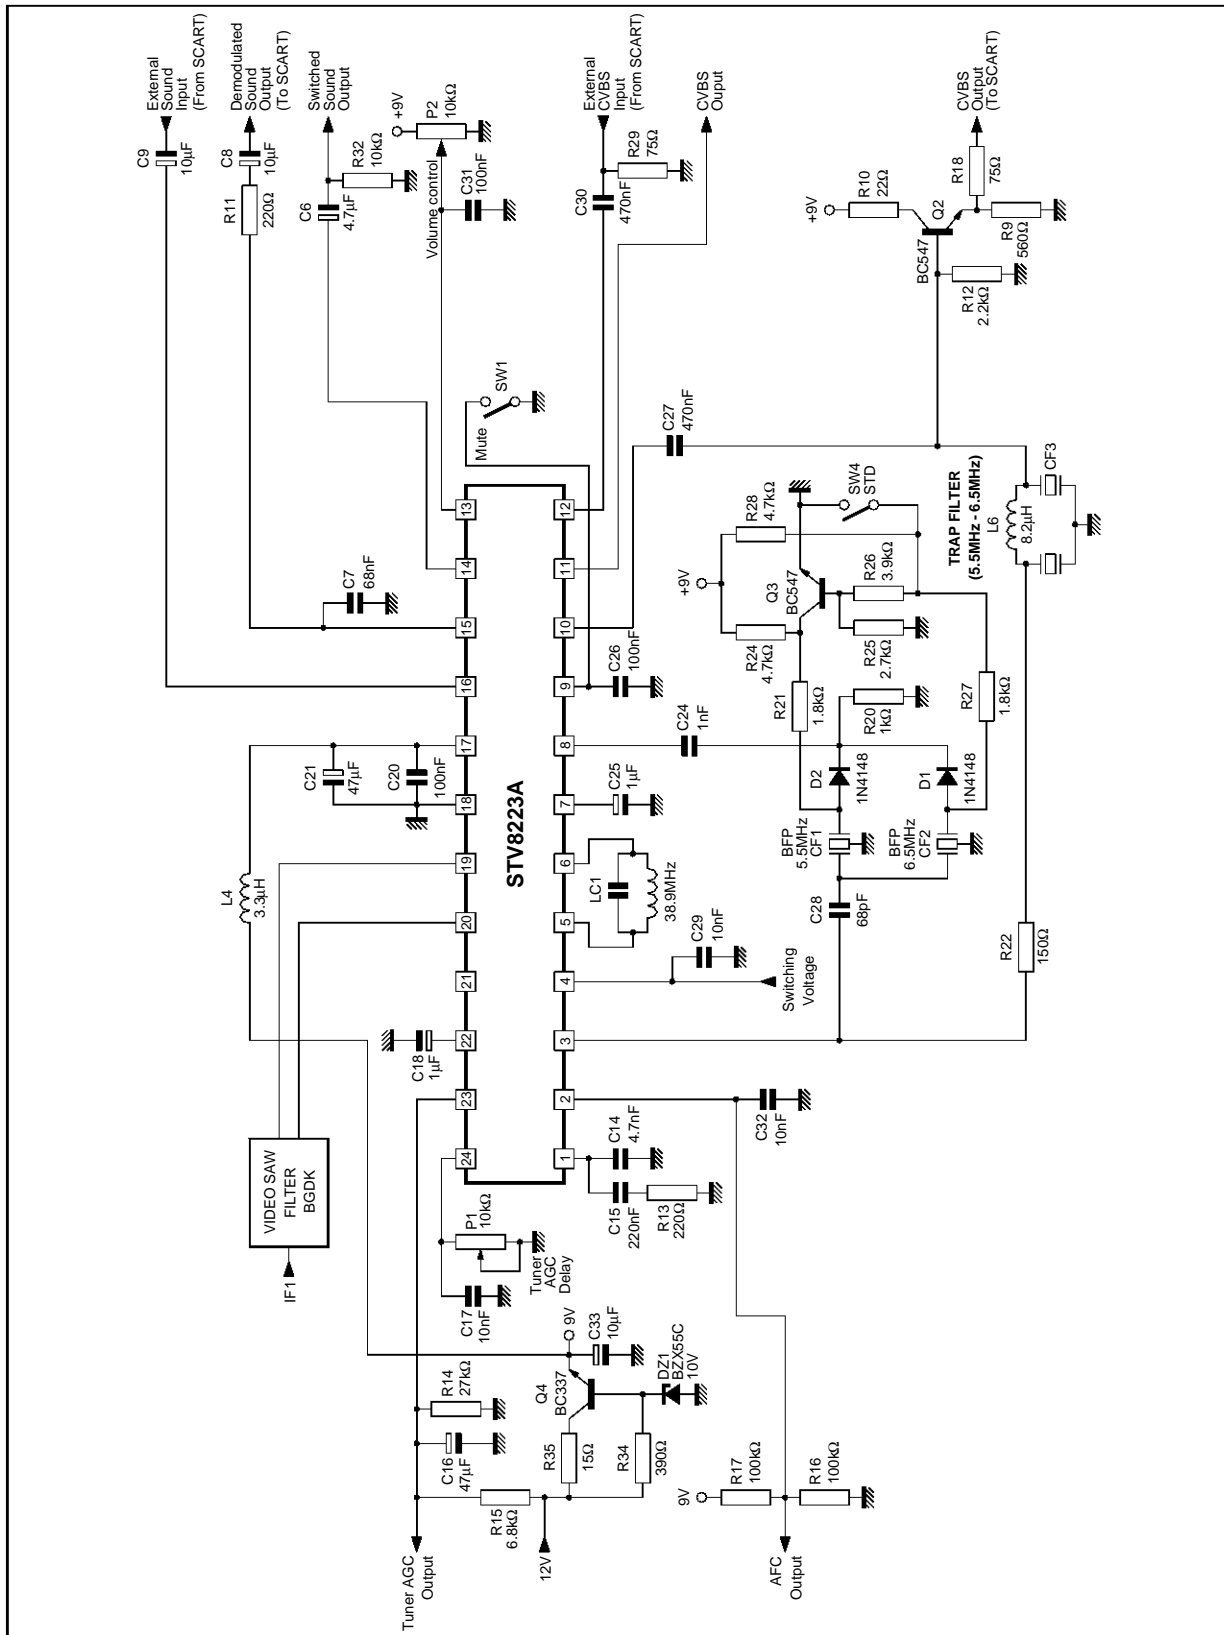 External
Sound
Input
(From SCART)
C9
10µF
Demodulated
Sound
Output
(To SCART)
C8
10µF
R11
220Ω
Switched
Sound
Output
C6
4.7µF
R32
10kΩ
+9V
P2
10kΩ
Volume control
C31
100nF
External
CVBS
Input
(From SCART)
R29
75Ω
C30
470nF
CVBS
Ouput
CVBS
Output
(To SCART)
R18
75Ω
+9V
R10
22Ω
Q2
BC547
R9
560Ω
R12
2.2kΩ
Mute
SW1
C27
470nF
C7
68nF
C26
100nF
C21
47µF
C20
100nF
L4
3.3µH
STV8223A
24
23
22
21
20
19
18
17
16
15
14
13
1
2
3
4
5
6
7
8
9
10
11
12
C24
1nF
C25
1µF
LC1
38.9MHz
C29
10nF
Switching
Voltage
C18
1µF
VIDEO SAW
FILTER
BGDK
IF1
+9V
R28
4.7kΩ
R24
4.7kΩ
Q3
BC547
SW4
STD
R26
3.9kΩ
R25
2.7kΩ
R21
1.8kΩ
R20
1kΩ
R27
1.8kΩ
D2
1N4148
D1
1N4148
BFP
5.5MHz
CF1
BFP
6.5MHz
CF2
C28
68pF
R22
150Ω
TRAP FILTER
(5.5MHz - 6.5MHz)
L6
8.2µH
CF3
C32
10nF
C14
4.7nF
C15
220nF
R13
220Ω
P1
10kΩ
Tuner
AGC
Delay
C17
10nF
9V
C33
10µF
Q4
BC337
DZ1
BZX55C
10V
R14
27kΩ
C16
47µF
R35
15Ω
R34
390Ω
R15
6.8kΩ
12V
Tuner AGC
Output
9V
R17
100kΩ
R16
100kΩ
AFC
Output